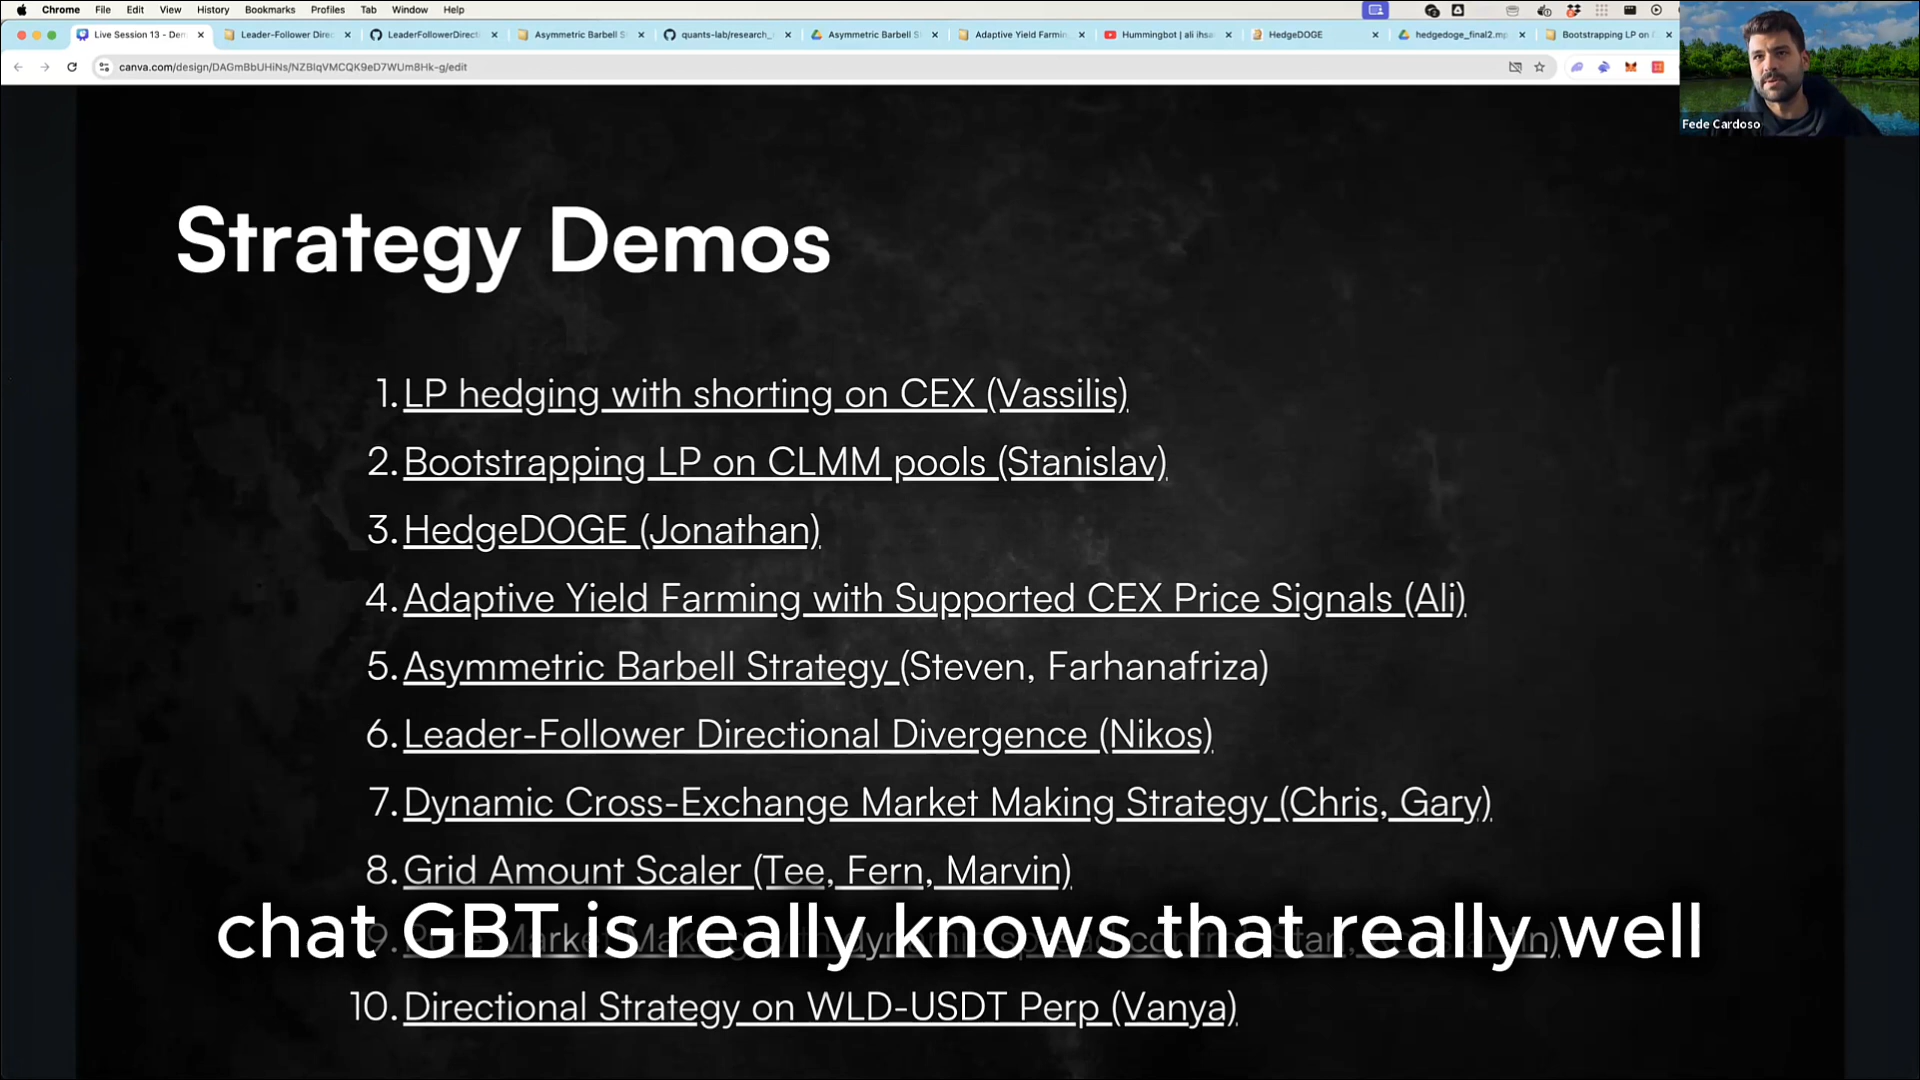 Chrome File Edit View History Bookmarks Profiles Tab Window Help
Live Session 13 - Dem Leader-Follower Direc LeaderFollowerDirecti Asymmetric Barbell S quants-lab/research_ Asymmetric Barbell S Adaptive Yield Farmin Hummingbot | ali ihsa HedgeDOGE hedgedoge_final2.mp Bootstrapping LP on
canva.com/design/DAGmBbUHiNs/NZBlqVMCQK9eD7WUm8Hk-g/edit
Fede Cardoso
Strategy Demos
1. LP hedging with shorting on CEX (Vassilis)
2. Bootstrapping LP on CLMM pools (Stanislav)
3. HedgeDOGE (Jonathan)
4. Adaptive Yield Farming with Supported CEX Price Signals (Ali)
5. Asymmetric Barbell Strategy (Steven, Farhanafriza)
6. Leader-Follower Directional Divergence (Nikos)
7. Dynamic Cross-Exchange Market Making Strategy (Chris, Gary)
8. Grid Amount Scaler (Tee, Fern, Marvin)
chat GBT is really knows that really well
10. Directional Strategy on WLD-USDT Perp (Vanya)